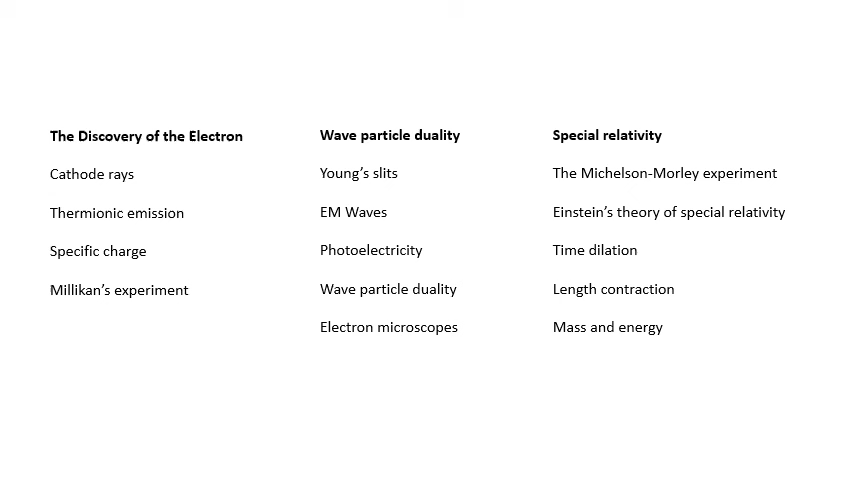 The Discovery of the Electron
Cathode rays
Thermionic emission
Specific charge
Millikan’s experiment
Wave particle duality
Young’s slits
EM Waves
Photoelectricity
Wave particle duality
Electron microscopes
Special relativity
The Michelson-Morley experiment
Einstein’s theory of special relativity
Time dilation
Length contraction
Mass and energy